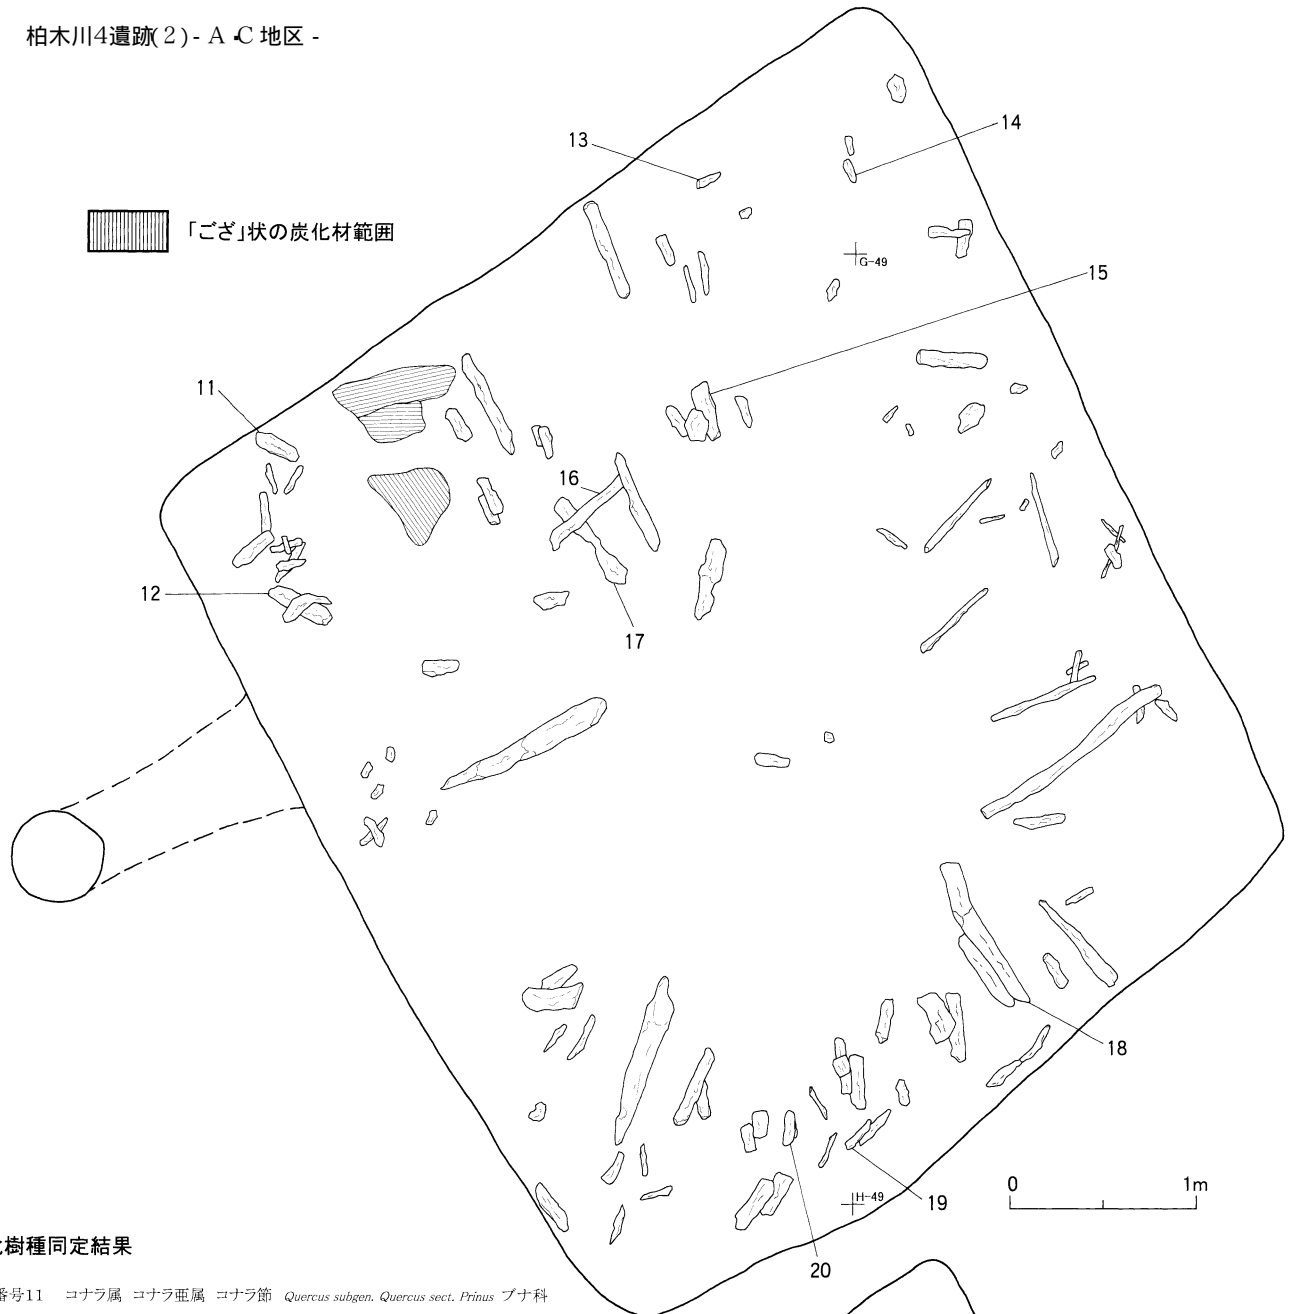 柏木川4遺跡(2)- A・C地区 -
14
13
「ござ」状の炭化材範囲
G-49
15
11
16
12
17
18
0 1m
H-49
19
樹種同定結果
20
番号11 コナラ属 コナラ亜属 コナラ節 Quercus subgen. Quercus sect. Prinus ブナ科